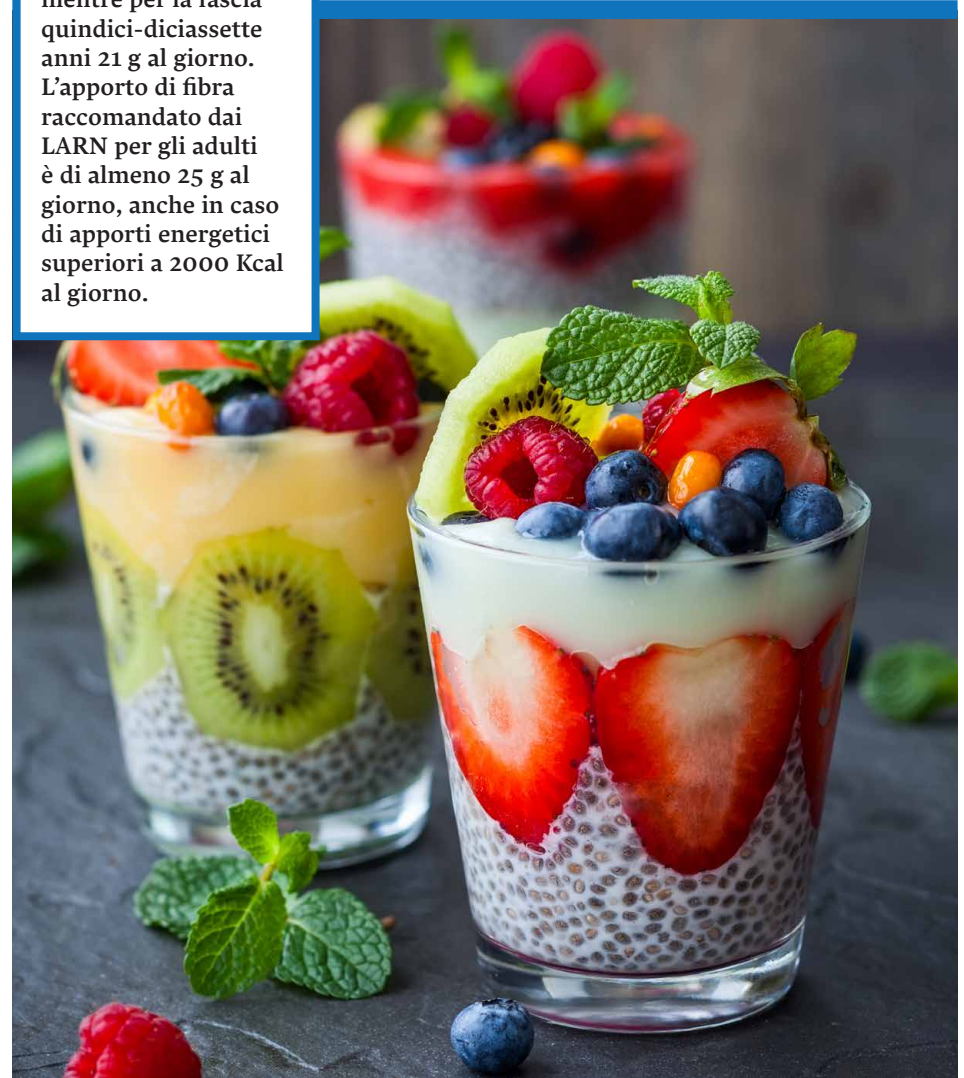 mentre per la fascia
quindici-diciassette
anni 21 g al giorno.
L'apporto di fibra
raccomandato dai
LARN per gli adulti
è di almeno 25 g al
giorno, anche in caso
di apporti energetici
superiori a 2000 Kcal
al giorno.